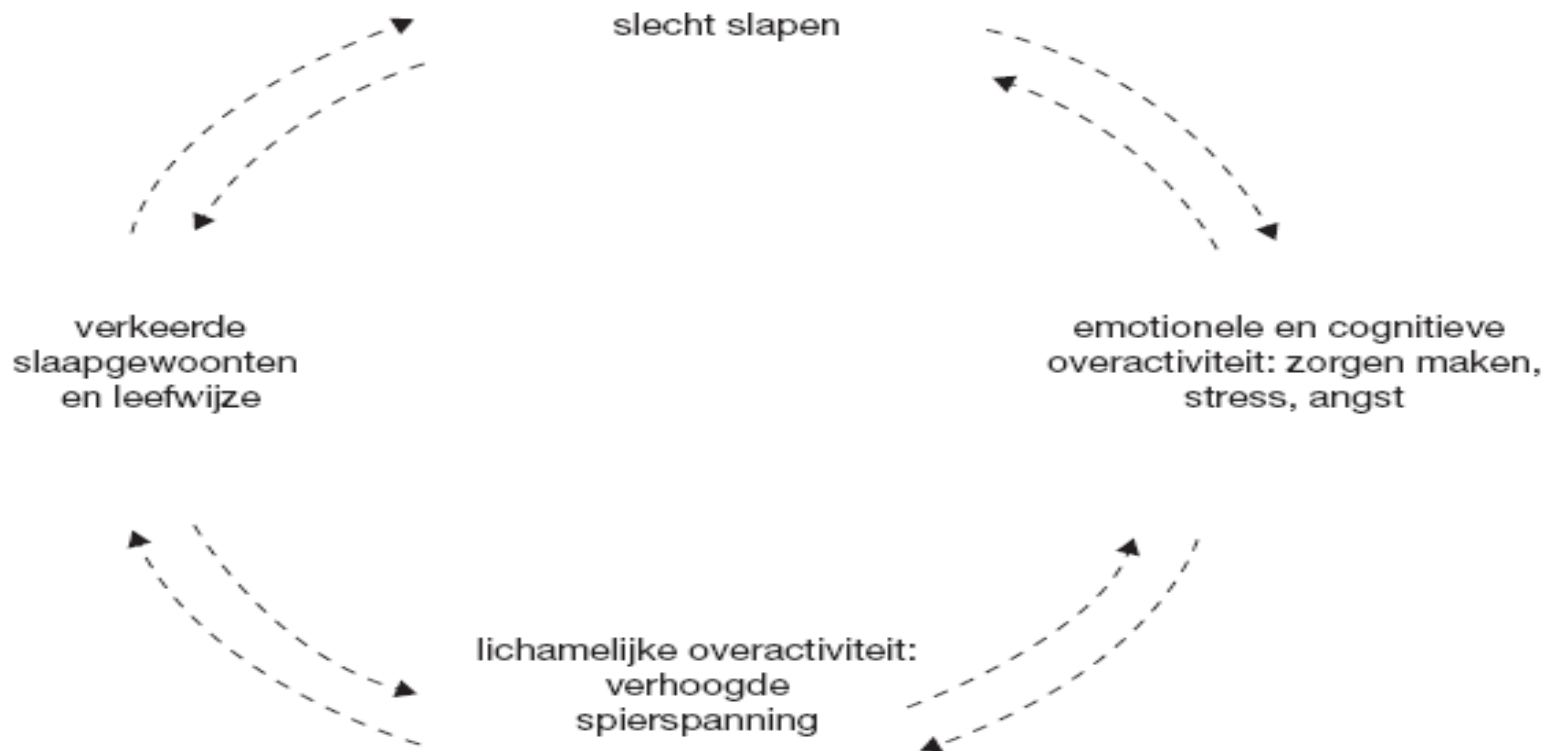 slecht slapen
emotionele en cognitieve
overactiviteit: zorgen maken,
stress, angst
lichamelijke overactiviteit:
verhoogde
spierspanning
verkeerde
slaapgewoonten
en leefwijze